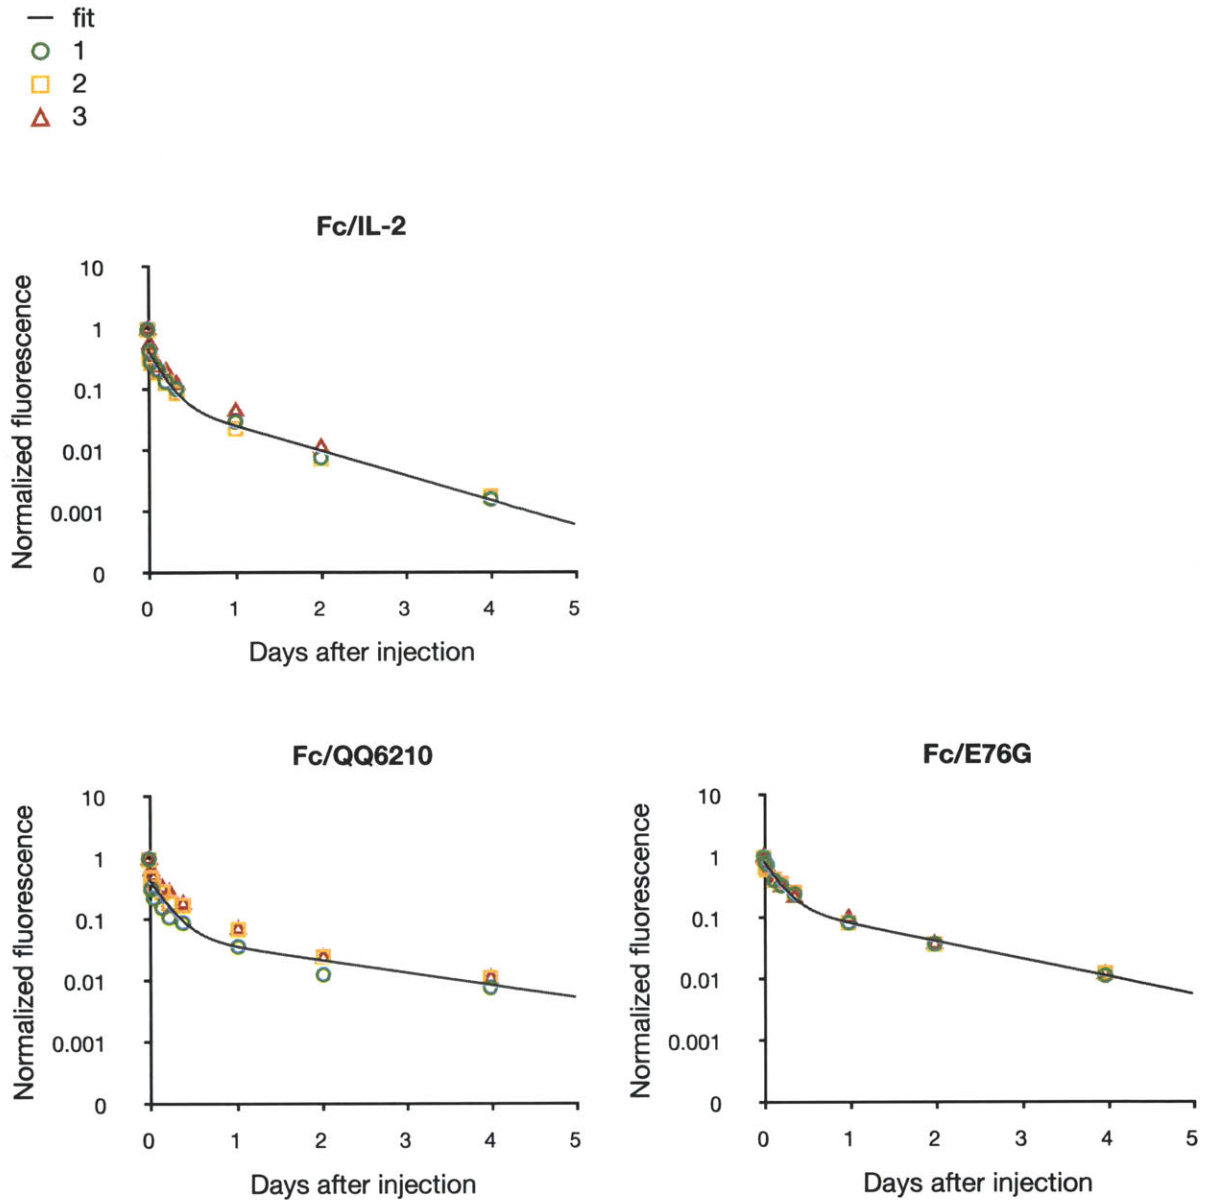 fit
1
2
3
Fc/IL-2
Normalized fluorescence
10
1
0.1
0.01
0.001
0
0 1 2 3 4 5
Days after injection
Fc/QQ6210
Normalized fluorescence
10
1
0.1
0.01
0.001
0
0 1 2 3 4 5
Days after injection
Fc/E76G
Normalized fluorescence
10
1
0.1
0.01
0.001
0
0 1 2 3 4 5
Days after injection